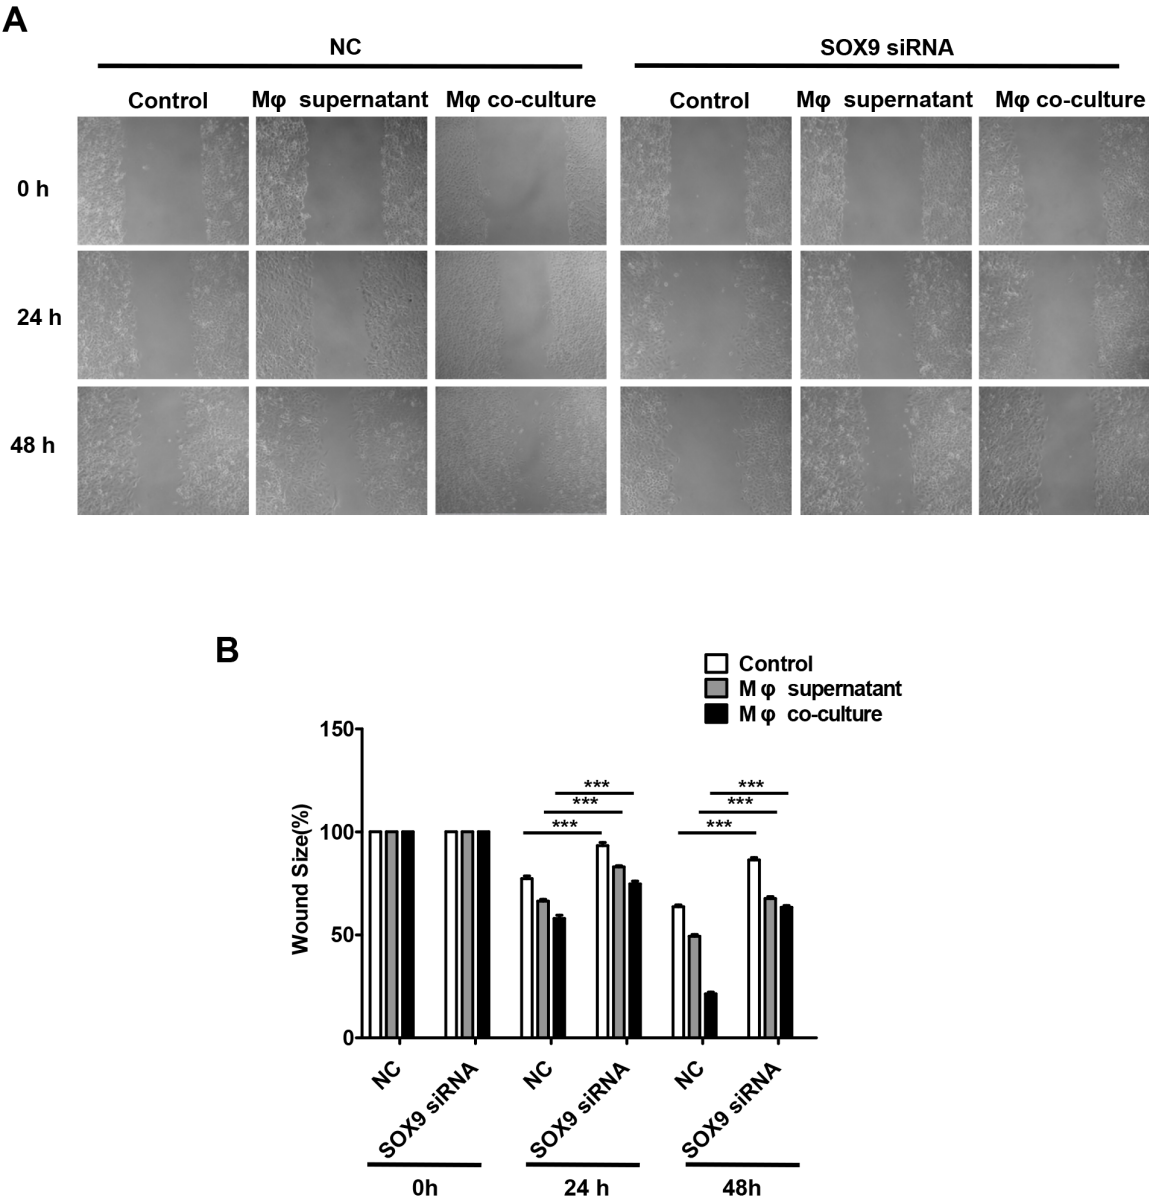 A
NC SOX9 siRNA
Control Mφ supernatant Mφ co-culture Control Mφ supernatant Mφ co-culture
0 h
24 h
48 h
B
Control
Mφ supernatant
Mφ co-culture
Wound Size(%)
150
100
50
0
*** ***
*** ***
*** ***
NC SOX9 siRNA NC SOX9 siRNA NC SOX9 siRNA
0h 24 h 48h